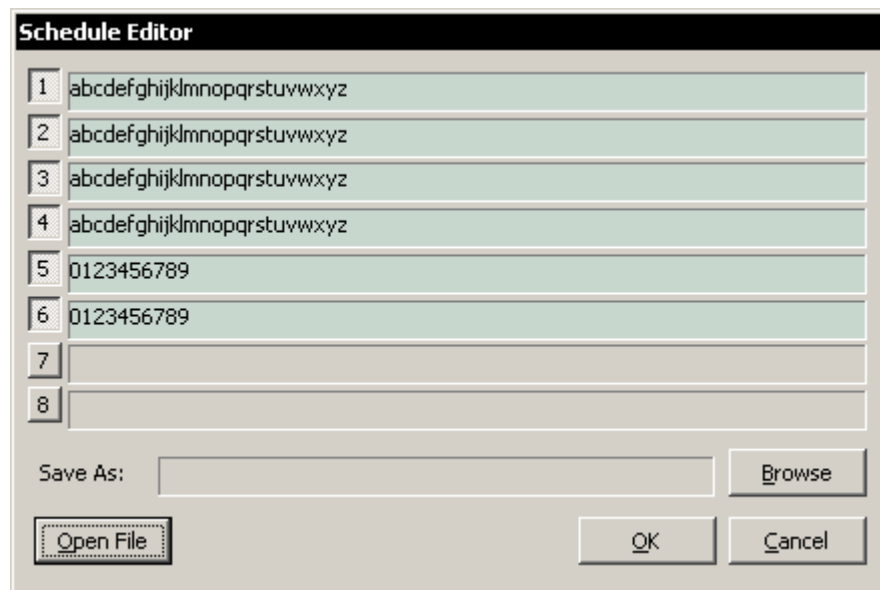 Schedule Editor
1 abcdefghijklmnopqrstuvwxyz
2 abcdefghijklmnopqrstuvwxyz
3 abcdefghijklmnopqrstuvwxyz
4 abcdefghijklmnopqrstuvwxyz
5 0123456789
6 0123456789
7
8
Save As: Browse
Open File OK Cancel